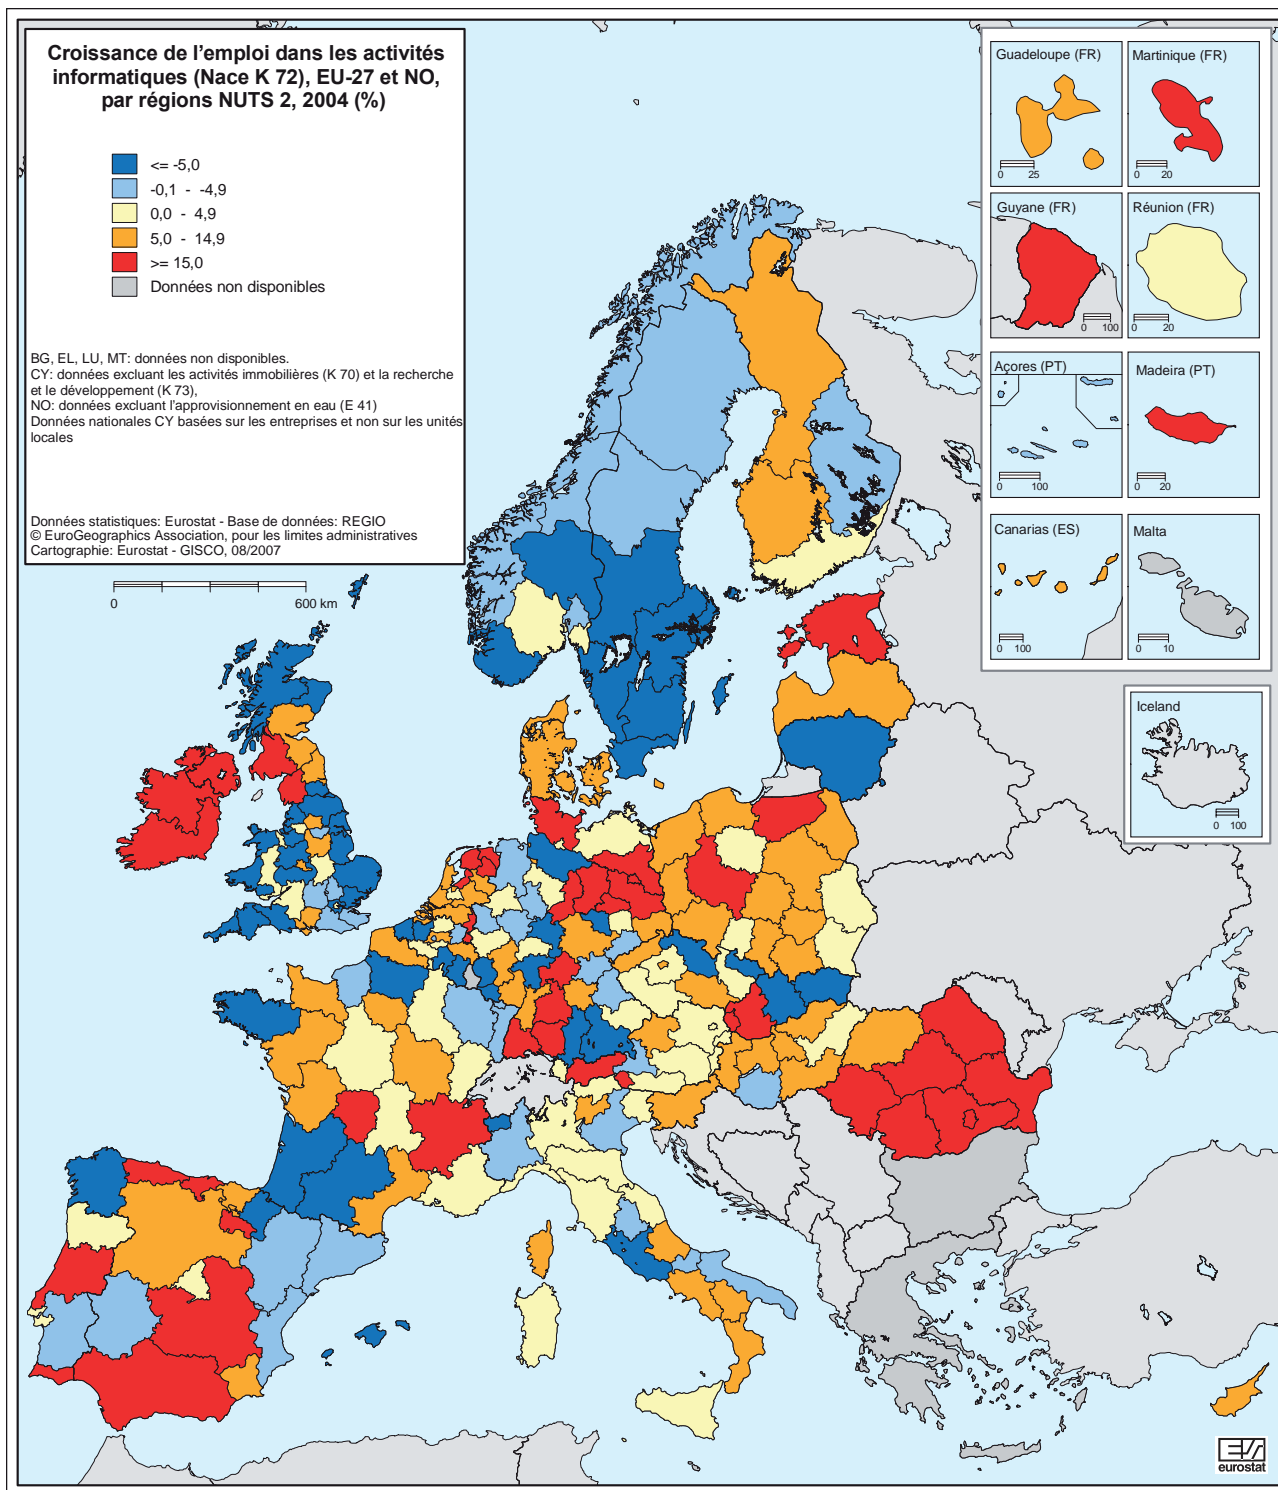 Croissance de l'emploi dans les activités
informatiques (Nace K 72), EU-27 et NO,
par régions NUTS 2, 2004 (%)
<= -5,0
-0,1 - -4,9
0,0 - 4,9
5,0 - 14,9
>= 15,0
Données non disponibles
BG, EL, LU, MT: données non disponibles.
CY: données excluant les activités immobilières (K 70) et la recherche
et le développement (K 73),
NO: données excluant l'approvisionnement en eau (E 41)
Données nationales CY basées sur les entreprises et non sur les unités
locales
Données statistiques: Eurostat - Base de données: REGIO
© EuroGeographics Association, pour les limites administratives
Cartographie: Eurostat - GISCO, 08/2007
0 600 km
Guadeloupe (FR)
0 25
Martinique (FR)
0 20
Guyane (FR)
0 100
Réunion (FR)
0 20
Açores (PT)
0 100
Madeira (PT)
0 20
Canarias (ES)
0 100
Malta
0 10
Iceland
0 100
eurostat